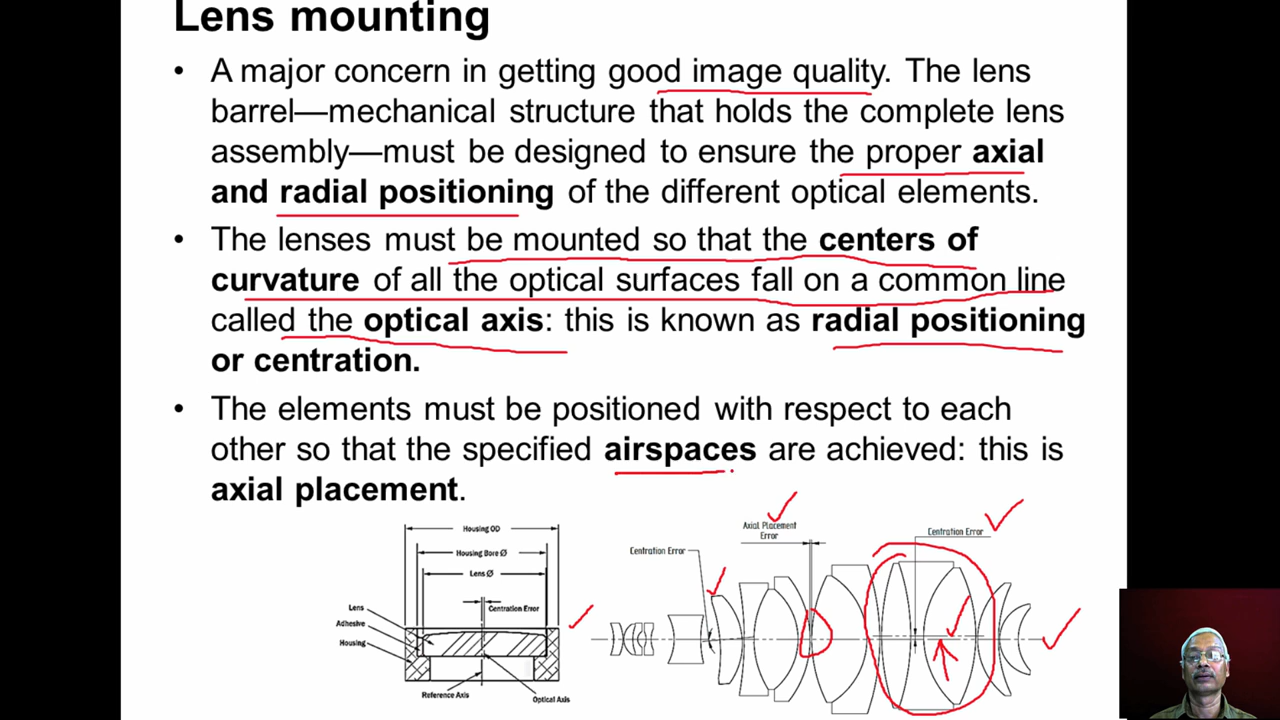 Lens mounting
• A major concern in getting good image quality. The lens
barrel—mechanical structure that holds the complete lens
assembly—must be designed to ensure the proper axial
and radial positioning of the different optical elements.
• The lenses must be mounted so that the centers of
curvature of all the optical surfaces fall on a common line
called the optical axis: this is known as radial positioning
or centration.
• The elements must be positioned with respect to each
other so that the specified airspaces are achieved: this is
axial placement.
Housing OD
Housing Bore Ø
Lens Ø
Centration Error
Lens
Adhesive
Housing
Reference Axis
Optical Axis
Centration Error
Axial Placement
Error
Centration Error